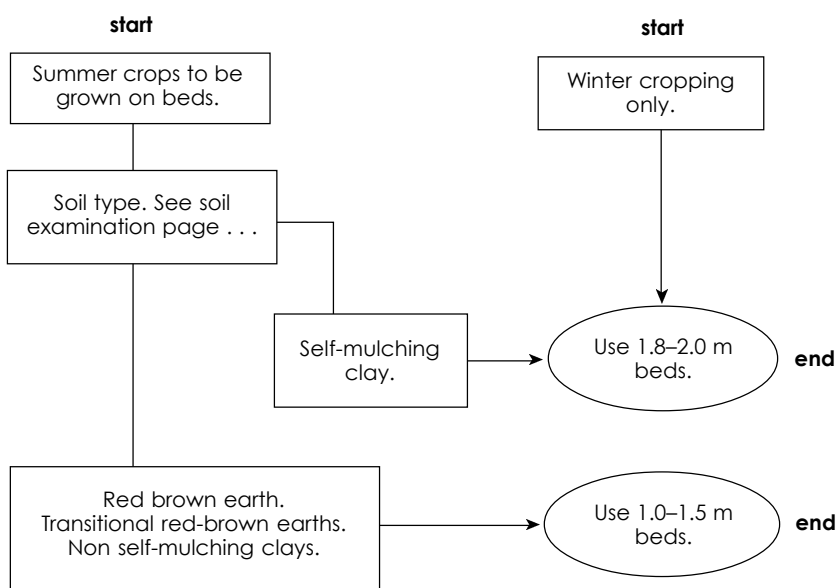 start
start
Summer crops to be
grown on beds.
Winter cropping
only.
Soil type. See soil
examination page . . .
Self-mulching
clay.
Use 1.8–2.0 m
beds.
end
Red brown earth.
Transitional red-brown earths.
Non self-mulching clays.
Use 1.0–1.5 m
beds.
end